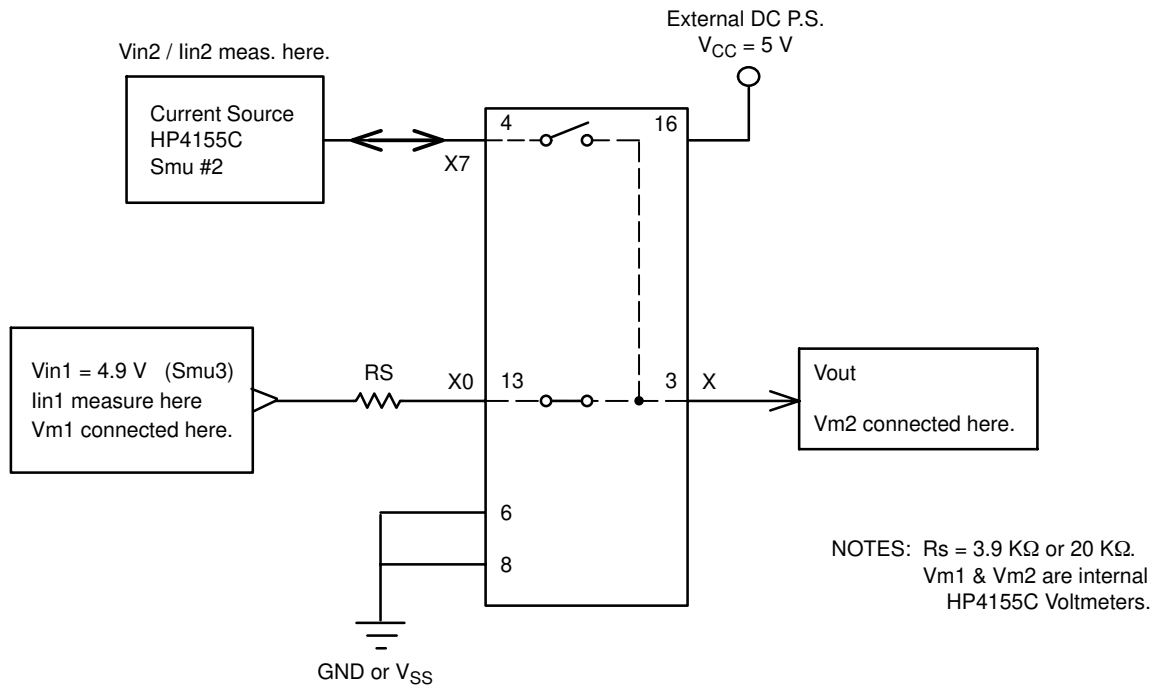 External DC P.S.
VCC = 5 V
Vin2 / Iin2 meas. here.
Current Source
HP4155C
Smu #2
4
16
X7
Vin1 = 4.9 V (Smu3)
Iin1 measure here
Vm1 connected here.
RS
X0
13
3
X
Vout
Vm2 connected here.
6
8
NOTES: Rs = 3.9 KΩ or 20 KΩ.
Vm1 & Vm2 are internal
HP4155C Voltmeters.
GND or VSS